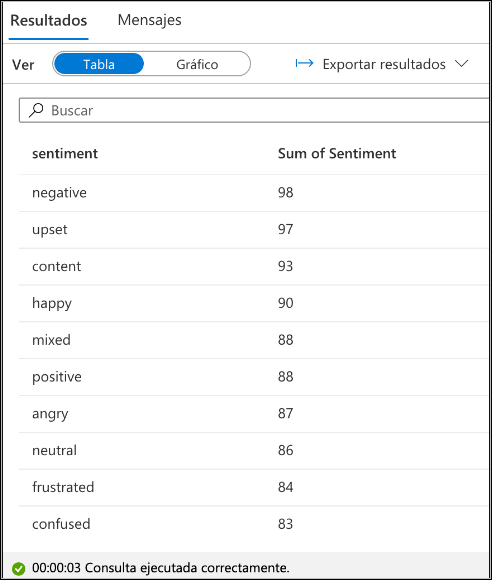 Resultados Mensajes
Ver Tabla Gráfico Exportar resultados
Buscar
sentiment Sum of Sentiment
negative 98
upset 97
content 93
happy 90
mixed 88
positive 88
angry 87
neutral 86
frustrated 84
confused 83
00:00:03 Consulta ejecutada correctamente.